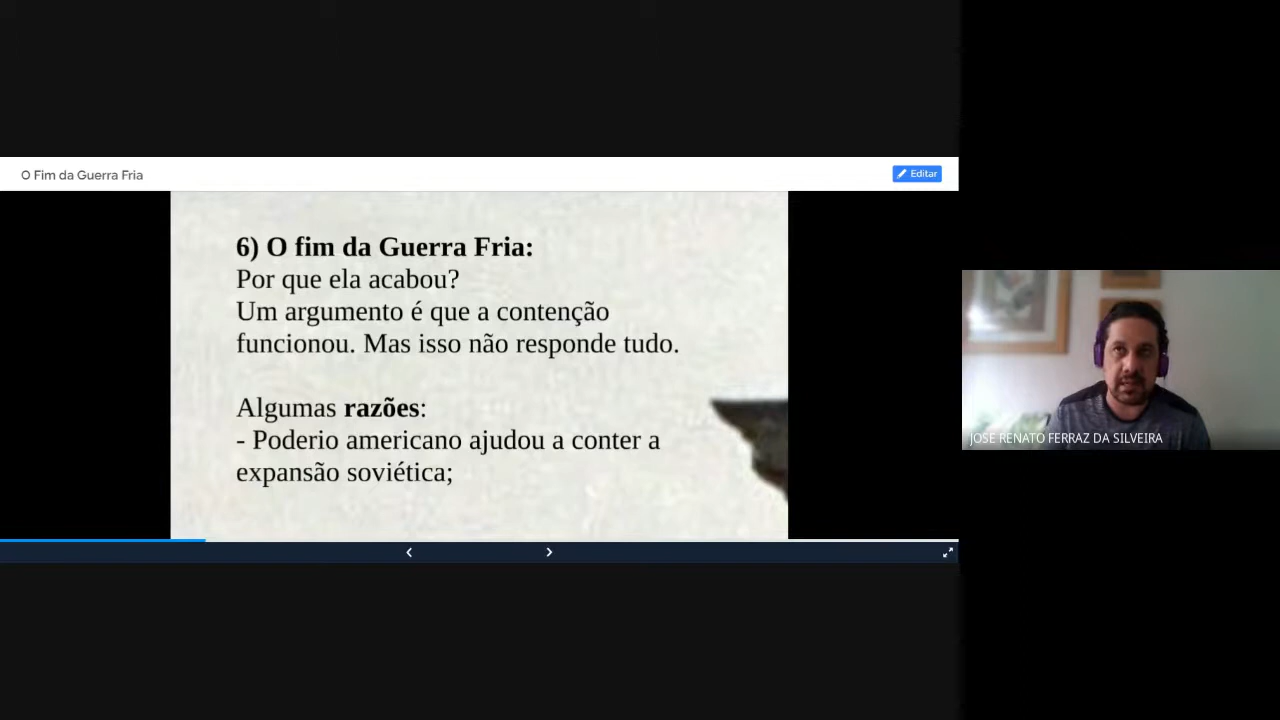 O Fim da Guerra Fria
Editar
6) O fim da Guerra Fria:
Por que ela acabou?
Um argumento é que a contenção
funcionou. Mas isso não responde tudo.
Algumas razões:
- Poderio americano ajudou a conter a
expansão soviética;
JOSE RENATO FERRAZ DA SILVEIRA